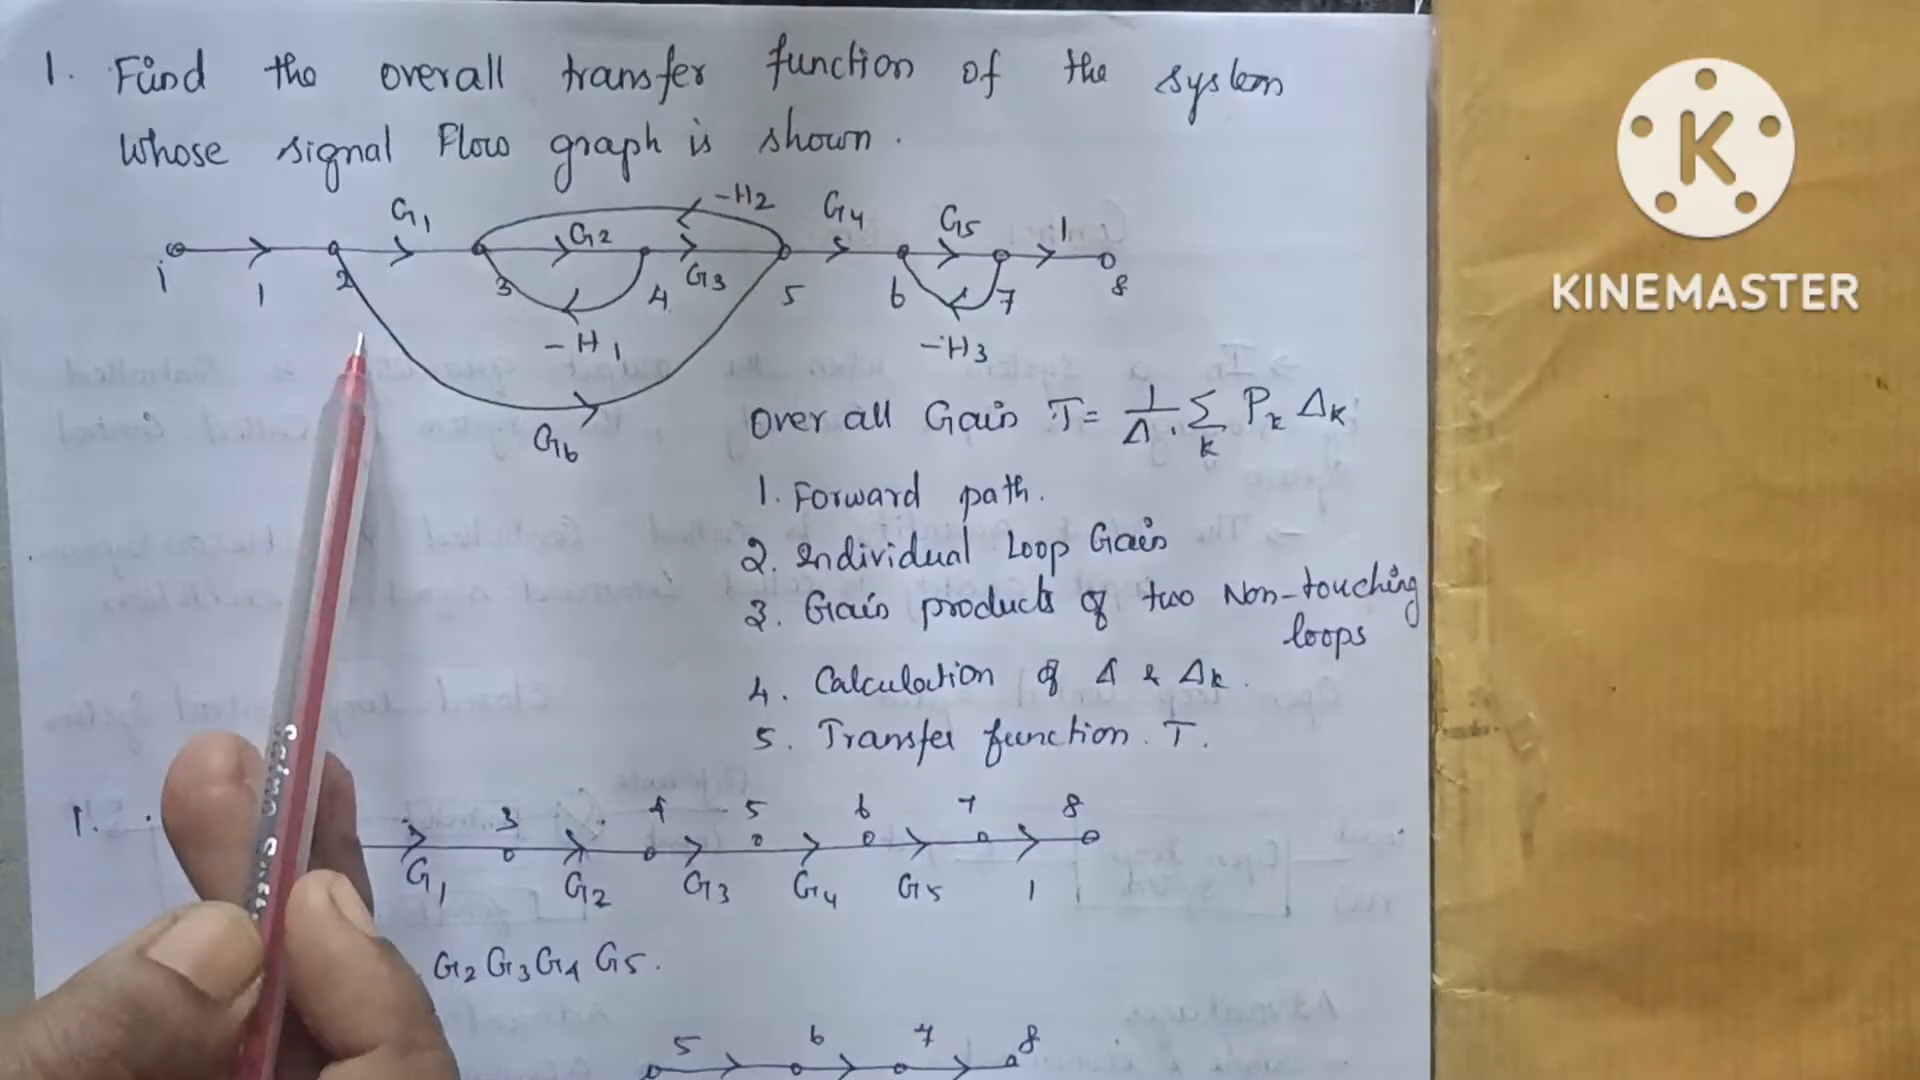 1. Find the overall transfer function of the system
whose signal flow graph is shown.
-H2
G1 G2 G3 G4 G5 1
1 1 2 3 4 5 6 7 8
-H1 -H3
G6
Overall Gain T = 1/Δ . Σ_k P_k Δ_k
1. Forward path.
2. Individual Loop Gain
3. Gain products of two Non-touching
loops
4. Calculation of Δ & Δk.
5. Transfer function. T.
1.
3 4 5 6 7 8
G1 G2 G3 G4 G5 1
G2 G3 G4 G5.
5 6 7 8
KINEMASTER